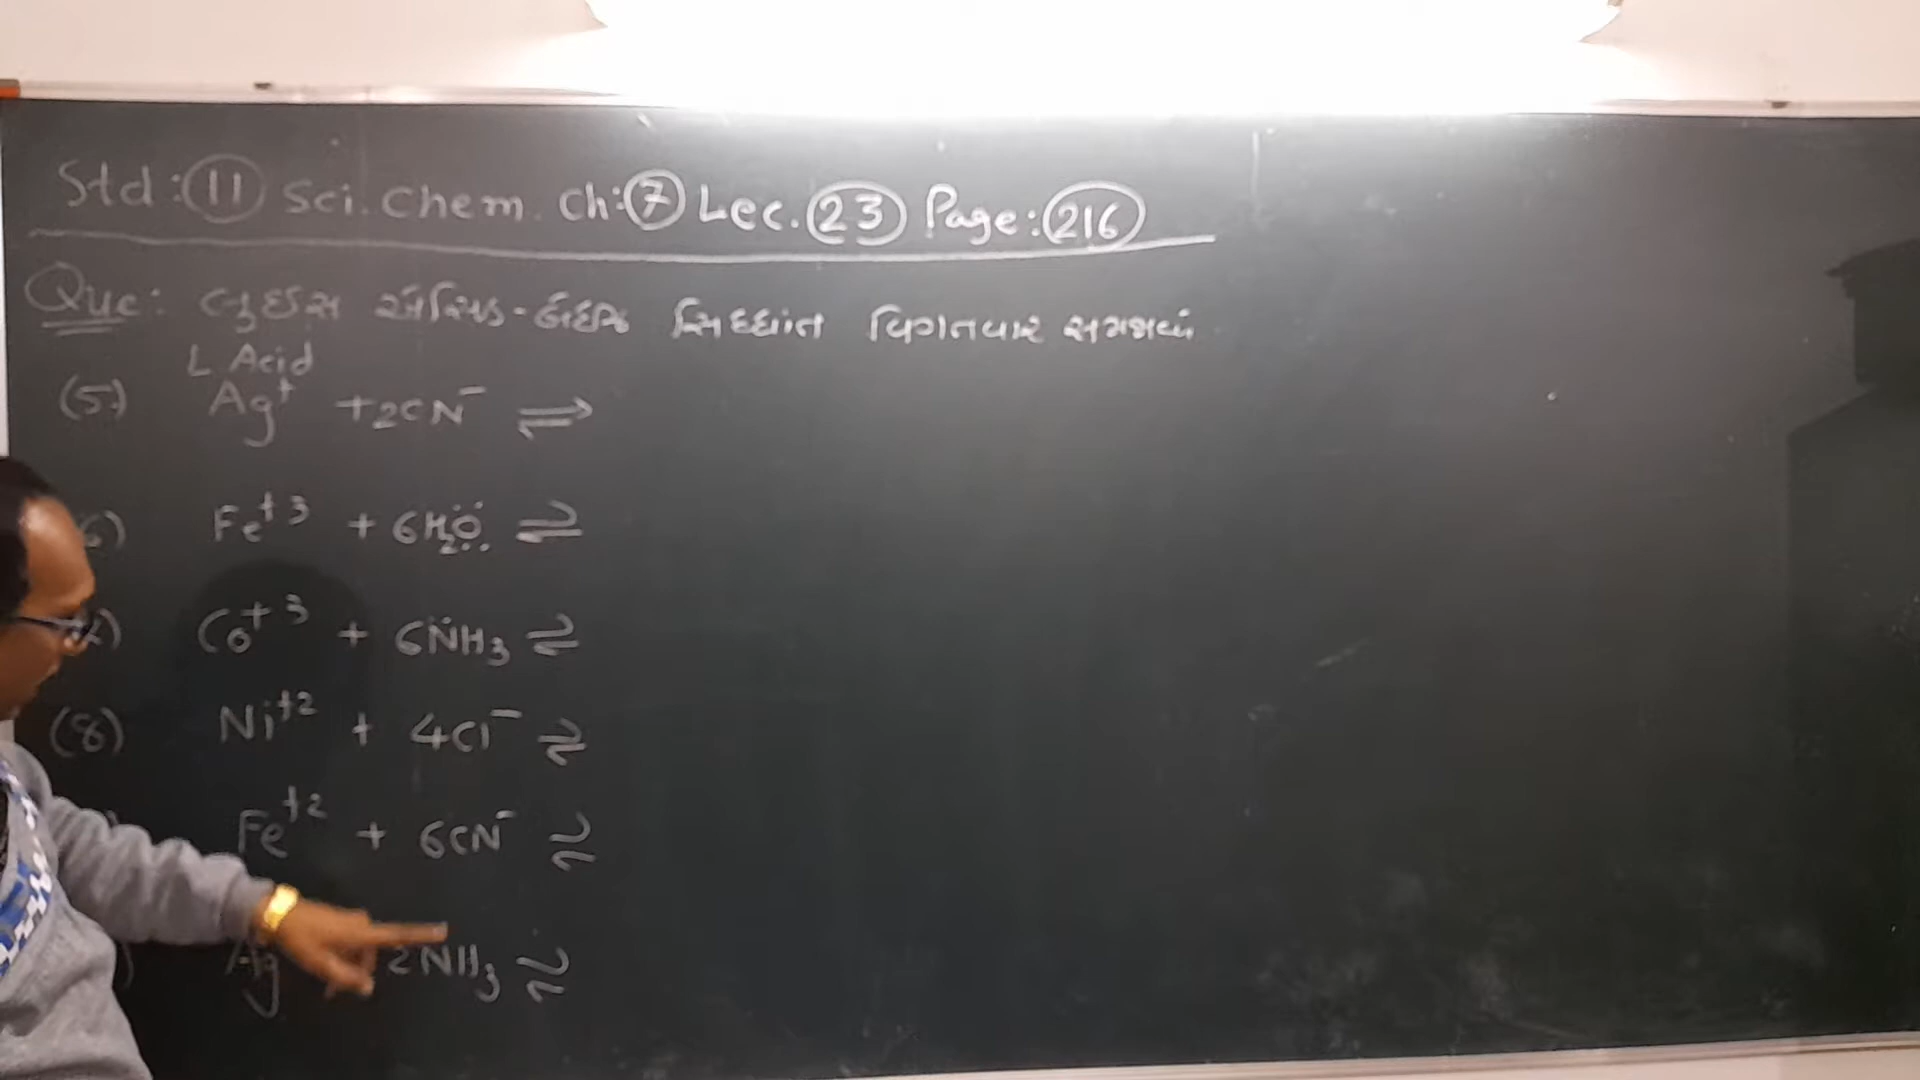 Std: 11 Sci. Chem. Ch: 7 Lec. 23 Page: 216
Que: લુઈસ ઍસિડ-બેઈઝ સિદ્ધાંત વિગતવાર સમજાવો.
L Acid
(5) Ag⁺ + 2CN⁻ ⇌
6) Fe⁺³ + 6H₂O ⇌
) Co⁺³ + 6NH₃ ⇌
(8) Ni⁺² + 4Cl⁻ ⇌
Fe⁺² + 6CN⁻ ⇌
) Ag 2NH₃ ⇌